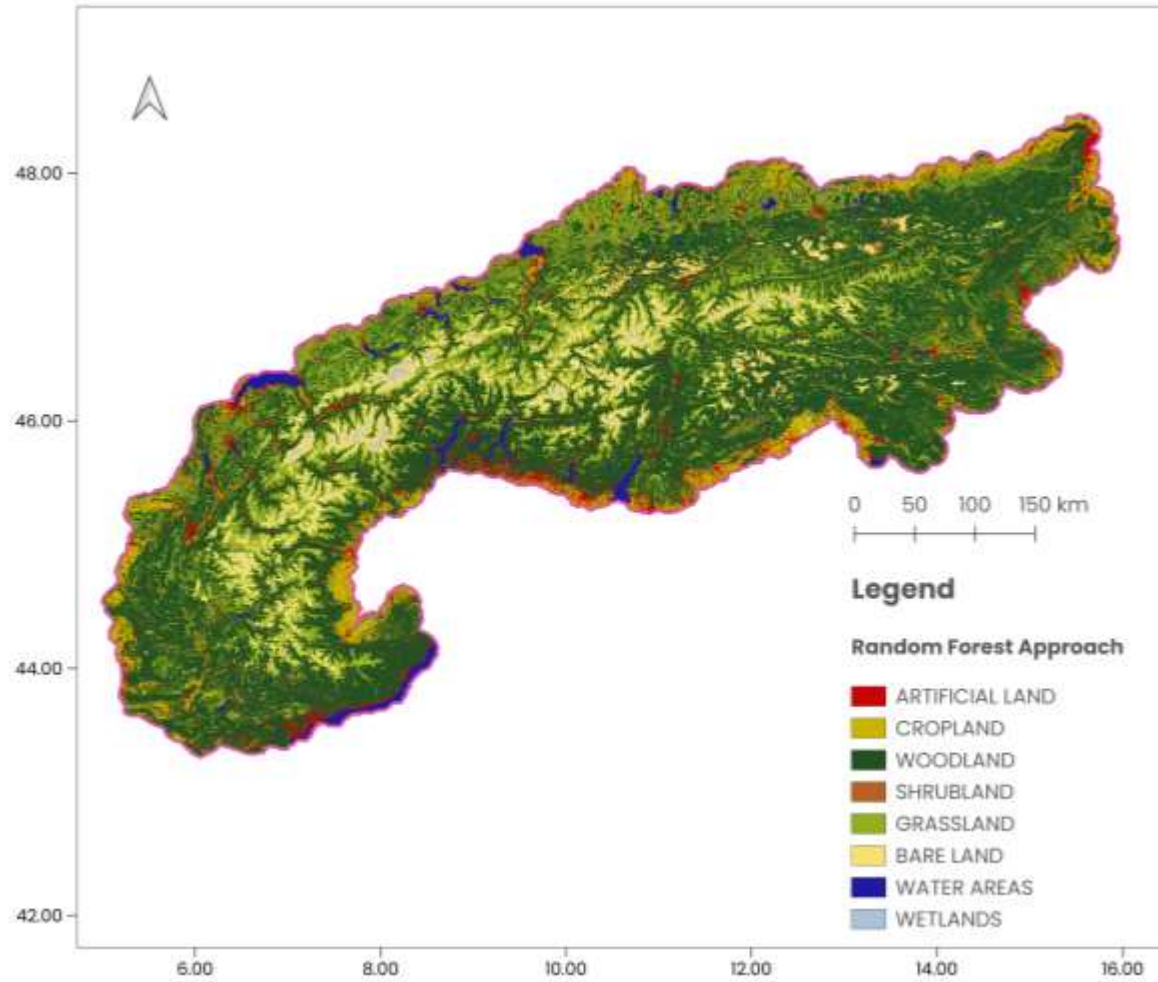 48.00
46.00
44.00
42.00
0 50 100 150 km
Legend
Random Forest Approach
ARTIFICIAL LAND
CROPLAND
WOODLAND
SHRUBLAND
GRASSLAND
BARE LAND
WATER AREAS
WETLANDS
6.00 8.00 10.00 12.00 14.00 16.00